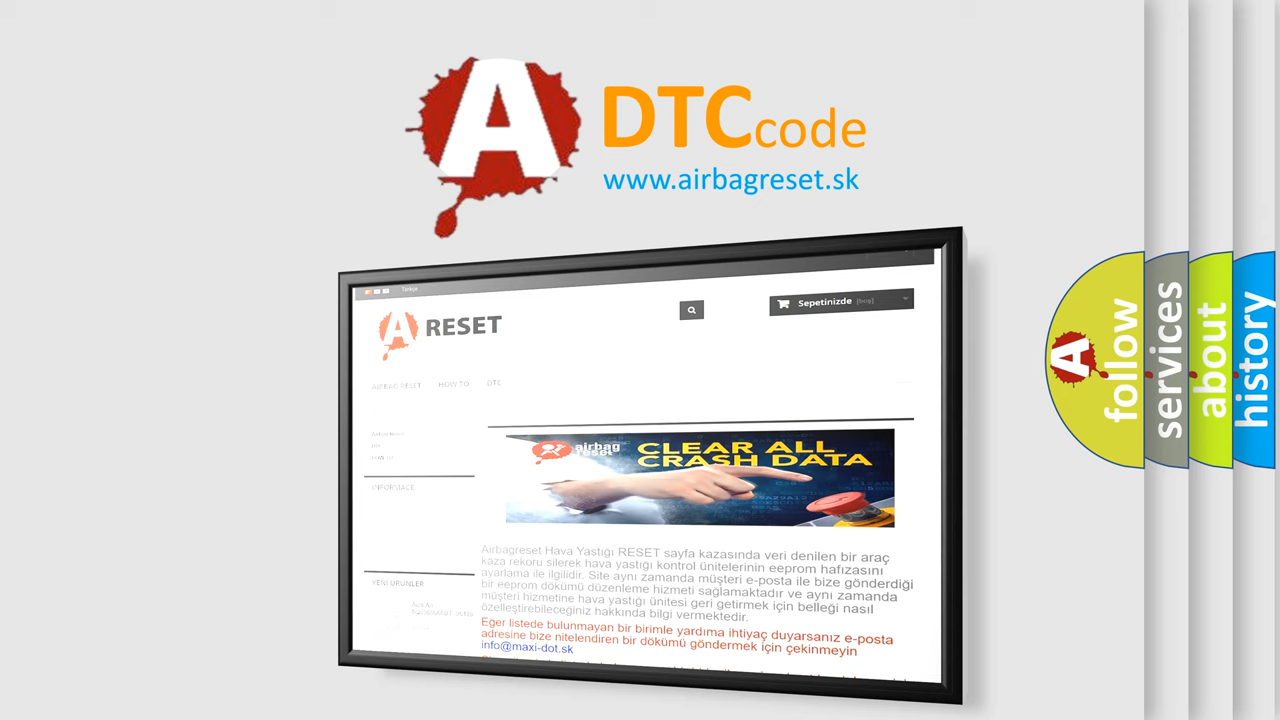 A DTCcode
www.airbagreset.sk
Türkçe
A RESET
Sepetinizde [boş]
AIRBAG RESET HOW TO DTC
INFORMACE
airbag
reset
CLEAR ALL
CRASH DATA
Airbagreset Hava Yastığı RESET sayfa kazasında veri denilen bir araç
kaza rekoru silerek hava yastığı kontrol ünitelerinin eeprom hafızasını
ayarlama ile ilgilidir. Site aynı zamanda müşteri e-posta ile bize gönderdiği
bir eeprom dökümü düzenleme hizmeti sağlamaktadır ve aynı zamanda
müşteri hizmetine hava yastığı ünitesi geri getirmek için belleği nasıl
özelleştirebileceğiniz hakkında bilgi vermektedir.
Eğer listede bulunmayan bir birimle yardıma ihtiyaç duyarsanız e-posta
adresine bize nitelendiren bir dökümü göndermek için çekinmeyin
info@maxi-dot.sk
YENI ÜRÜNLER
A follow
services
about
history